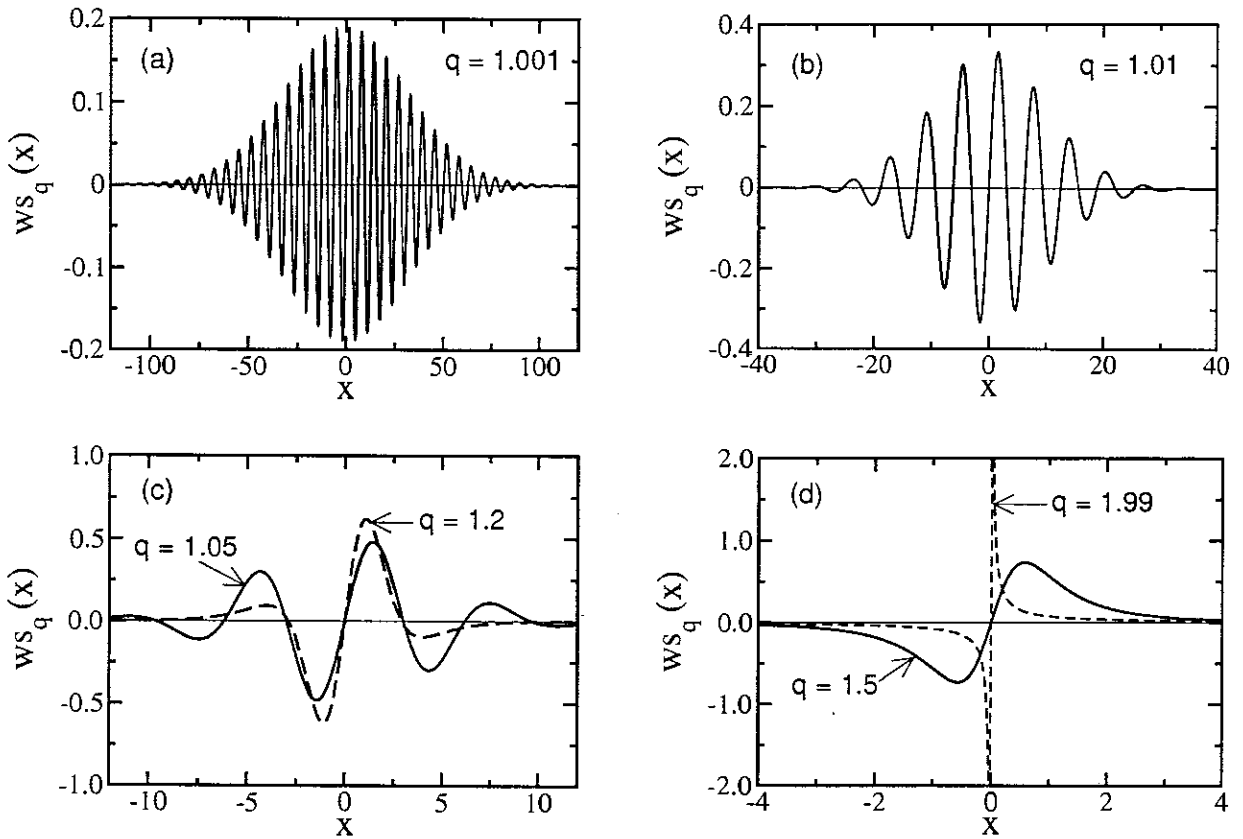 (a) q = 1.001
ws_q (x)
0.2
0.1
0
-0.1
-0.2
-100 -50 0 50 100
x
(b) q = 1.01
ws_q (x)
0.4
0.2
0
-0.2
-0.4
-40 -20 0 20 40
x
(c)
q = 1.2
q = 1.05
ws_q (x)
1.0
0.5
0.0
-0.5
-1.0
-10 -5 0 5 10
x
(d)
q = 1.99
q = 1.5
ws_q (x)
2.0
1.0
0.0
-1.0
-2.0
-4 -2 0 2 4
x